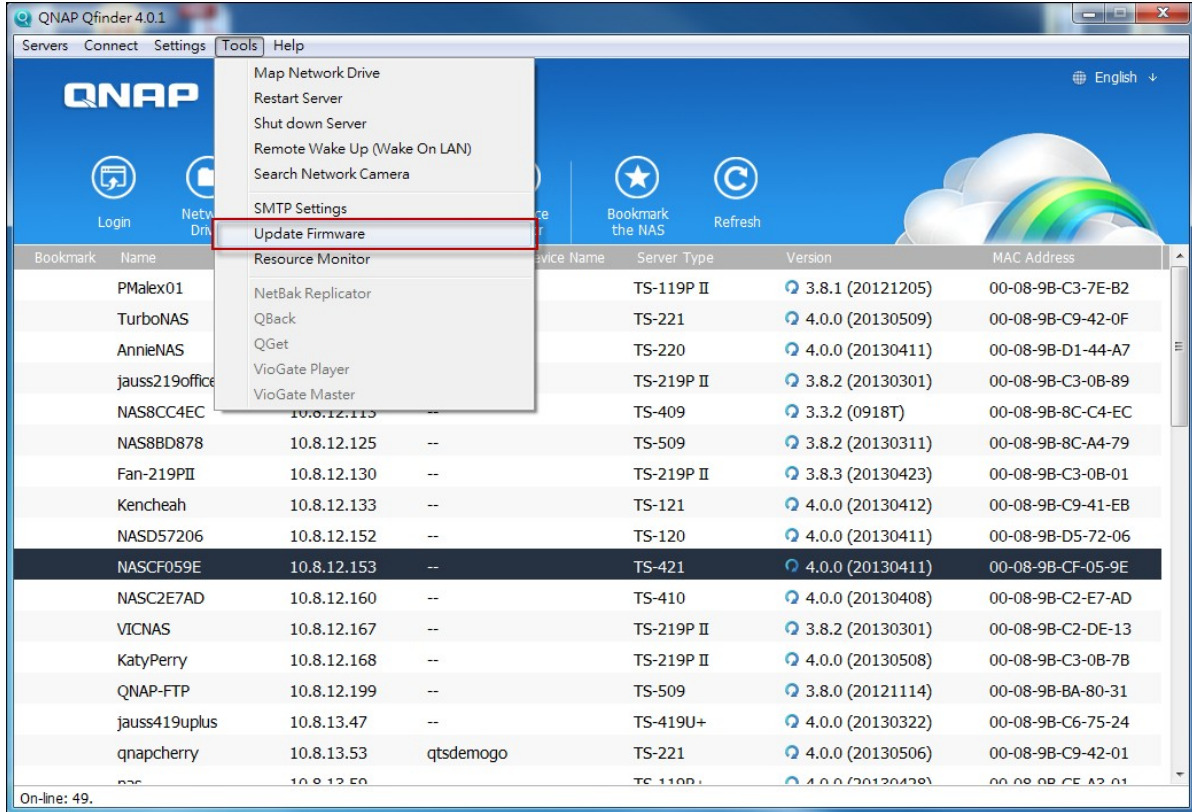 QNAP Qfinder 4.0.1
Servers Connect Settings Tools Help
QNAP
English
Map Network Drive
Restart Server
Shut down Server
Remote Wake Up (Wake On LAN)
Search Network Camera
SMTP Settings
Update Firmware
Resource Monitor
NetBak Replicator
QBack
QGet
VioGate Player
VioGate Master
Login
Bookmark
the NAS
Refresh
Bookmark Name Name Server Type Version MAC Address
PMalex01 TS-119P II 3.8.1 (20121205) 00-08-9B-C3-7E-B2
TurboNAS TS-221 4.0.0 (20130509) 00-08-9B-C9-42-0F
AnnieNAS TS-220 4.0.0 (20130411) 00-08-9B-D1-44-A7
jauss219office TS-219P II 3.8.2 (20130301) 00-08-9B-C3-0B-89
NAS8CC4EC 10.8.12.113 -- TS-409 3.3.2 (0918T) 00-08-9B-8C-C4-EC
NAS8BD878 10.8.12.125 -- TS-509 3.8.2 (20130311) 00-08-9B-8C-A4-79
Fan-219PII 10.8.12.130 -- TS-219P II 3.8.3 (20130423) 00-08-9B-C3-0B-01
Kencheah 10.8.12.133 -- TS-121 4.0.0 (20130412) 00-08-9B-C9-41-EB
NASD57206 10.8.12.152 -- TS-120 4.0.0 (20130411) 00-08-9B-D5-72-06
NASCF059E 10.8.12.153 -- TS-421 4.0.0 (20130411) 00-08-9B-CF-05-9E
NASC2E7AD 10.8.12.160 -- TS-410 4.0.0 (20130408) 00-08-9B-C2-E7-AD
VICNAS 10.8.12.167 -- TS-219P II 3.8.2 (20130301) 00-08-9B-C2-DE-13
KatyPerry 10.8.12.168 -- TS-219P II 4.0.0 (20130508) 00-08-9B-C3-0B-7B
QNAP-FTP 10.8.12.199 -- TS-509 3.8.0 (20121114) 00-08-9B-BA-80-31
jauss419uplus 10.8.13.47 -- TS-419U+ 4.0.0 (20130322) 00-08-9B-C6-75-24
qnapcherry 10.8.13.53 qtsdemogo TS-221 4.0.0 (20130506) 00-08-9B-C9-42-01
On-line: 49.